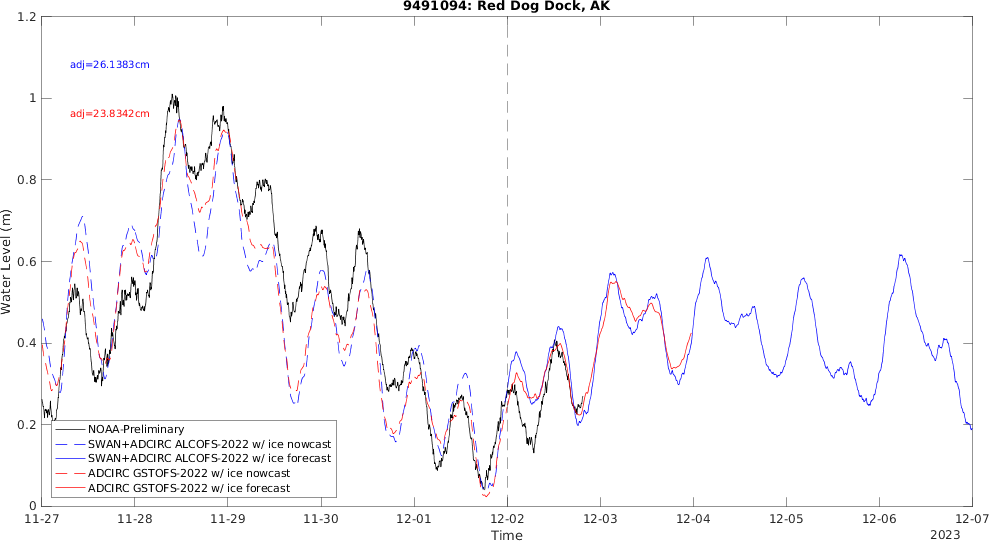 9491094: Red Dog Dock, AK
adj=26.1383cm
adj=23.8342cm
Water Level (m)
1.2
1
0.8
0.6
0.4
0.2
0
NOAA-Preliminary
SWAN+ADCIRC ALCOFS-2022 w/ ice nowcast
SWAN+ADCIRC ALCOFS-2022 w/ ice forecast
ADCIRC GSTOFS-2022 w/ ice nowcast
ADCIRC GSTOFS-2022 w/ ice forecast
11-27 11-28 11-29 11-30 12-01 12-02 12-03 12-04 12-05 12-06 12-07
Time
2023